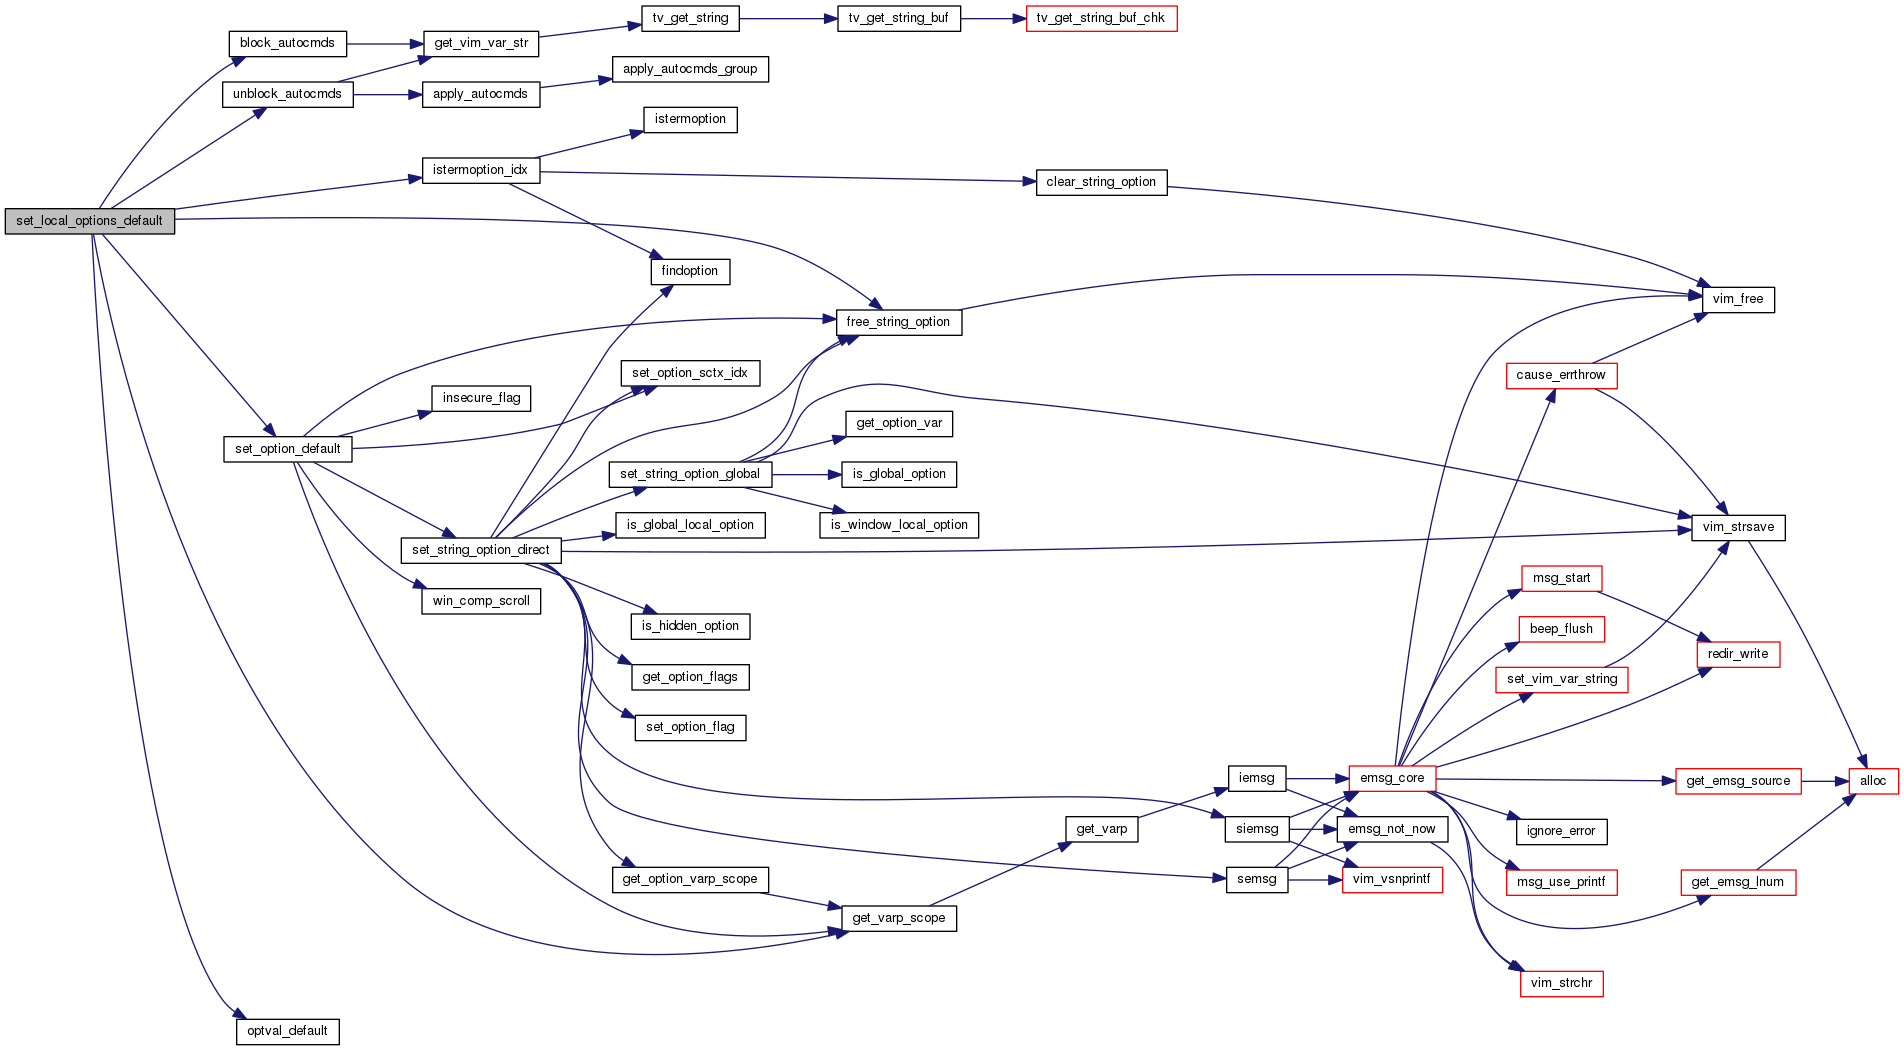 tv_get_string
tv_get_string_buf
tv_get_string_buf_chk
block_autocmds
get_vim_var_str
apply_autocmds_group
unblock_autocmds
apply_autocmds
istermoption
istermoption_idx
clear_string_option
set_local_options_default
findoption
vim_free
free_string_option
set_option_sctx_idx
cause_errthrow
insecure_flag
get_option_var
set_option_default
set_string_option_global
is_global_option
is_global_local_option
is_window_local_option
vim_strsave
set_string_option_direct
msg_start
win_comp_scroll
is_hidden_option
beep_flush
redir_write
get_option_flags
set_vim_var_string
set_option_flag
iemsg
emsg_core
get_emsg_source
alloc
get_varp
siemsg
emsg_not_now
ignore_error
get_option_varp_scope
semsg
vim_vsnprintf
msg_use_printf
get_emsg_lnum
get_varp_scope
vim_strchr
optval_default